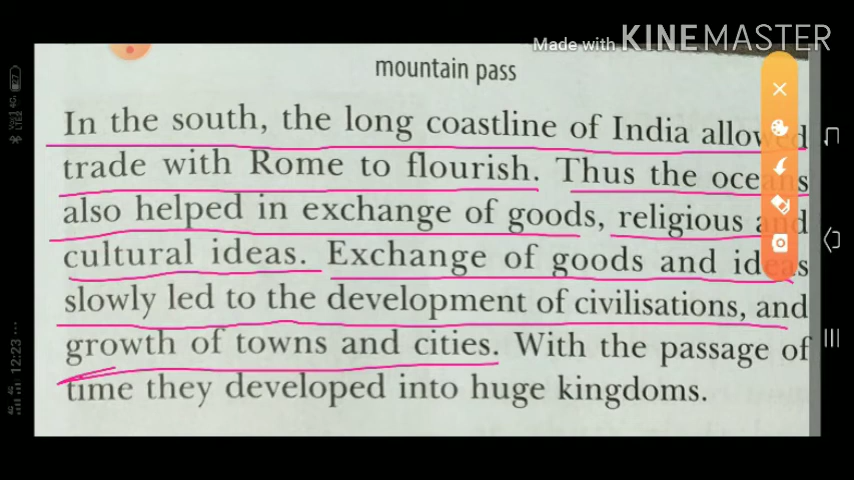 Made with KINEMASTER
mountain pass
In the south, the long coastline of India allowed
trade with Rome to flourish. Thus the oceans
also helped in exchange of goods, religious and
cultural ideas. Exchange of goods and ideas
slowly led to the development of civilisations, and
growth of towns and cities. With the passage of
time they developed into huge kingdoms.
12:23